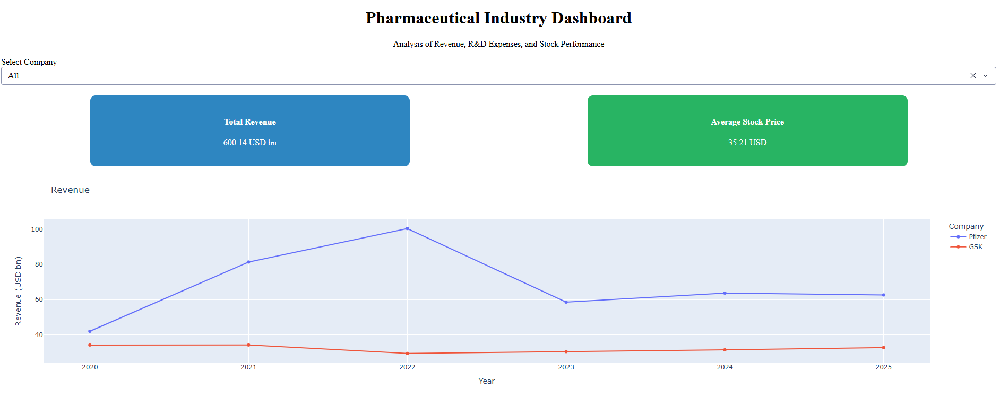 Pharmaceutical Industry Dashboard
Analysis of Revenue, R&D Expenses, and Stock Performance
Select Company
All
Total Revenue
600.14 USD bn
Average Stock Price
35.21 USD
Revenue
Revenue (USD bn)
100
80
60
40
2020 2021 2022 2023 2024 2025
Year
Company
Pfizer
GSK